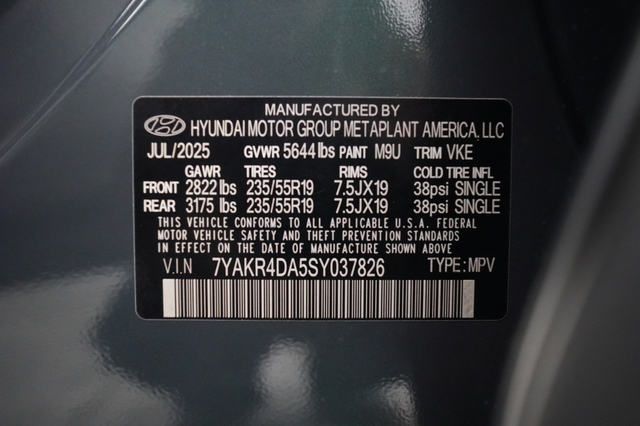 MANUFACTURED BY
HYUNDAI MOTOR GROUP METAPLANT AMERICA, LLC
JUL/2025 GVWR 5644 lbs PAINT M9U TRIM VKE
GAWR TIRES RIMS COLD TIRE INFL
FRONT 2822 lbs 235/55R19 7.5JX19 38psi SINGLE
REAR 3175 lbs 235/55R19 7.5JX19 38psi SINGLE
THIS VEHICLE CONFORMS TO ALL APPLICABLE U.S.A. FEDERAL
MOTOR VEHICLE SAFETY AND THEFT PREVENTION STANDARDS
IN EFFECT ON THE DATE OF MANUFACTURE SHOWN ABOVE.
V.I.N 7YAKR4DA5SY037826 TYPE : MPV